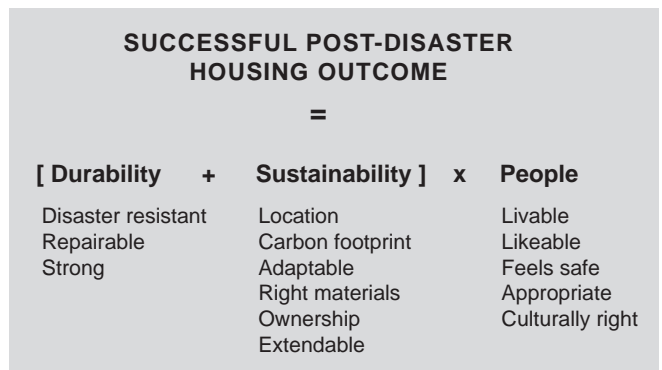 SUCCESSFUL POST-DISASTER
HOUSING OUTCOME
=
[ Durability + Sustainability ] x People
Disaster resistant Location Livable
Repairable Carbon footprint Likeable
Strong Adaptable Feels safe
Right materials Appropriate
Ownership Culturally right
Extendable